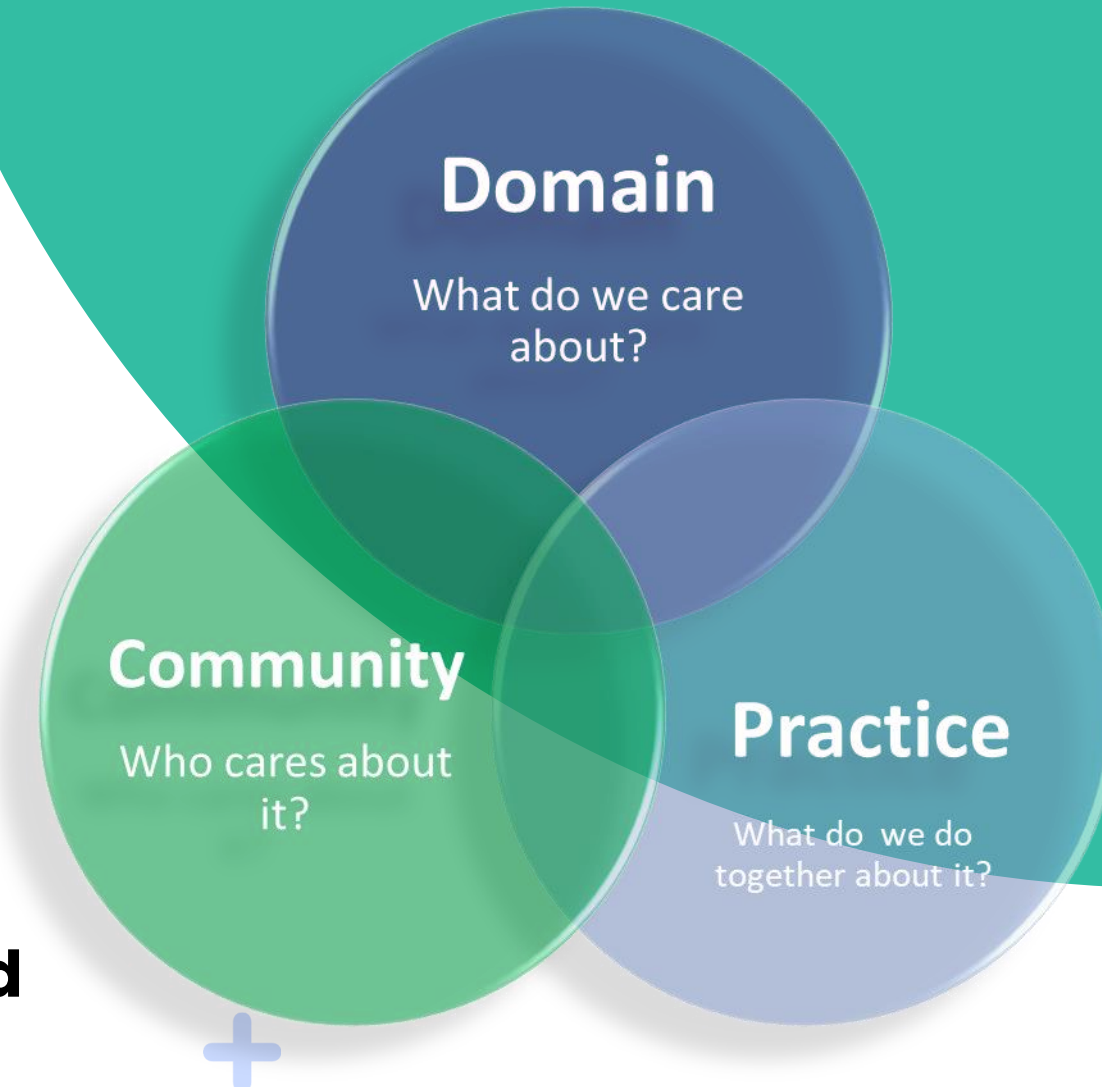 Domain
What do we care
about?
Community
Who cares about
it?
Practice
What do we do
together about it?
d